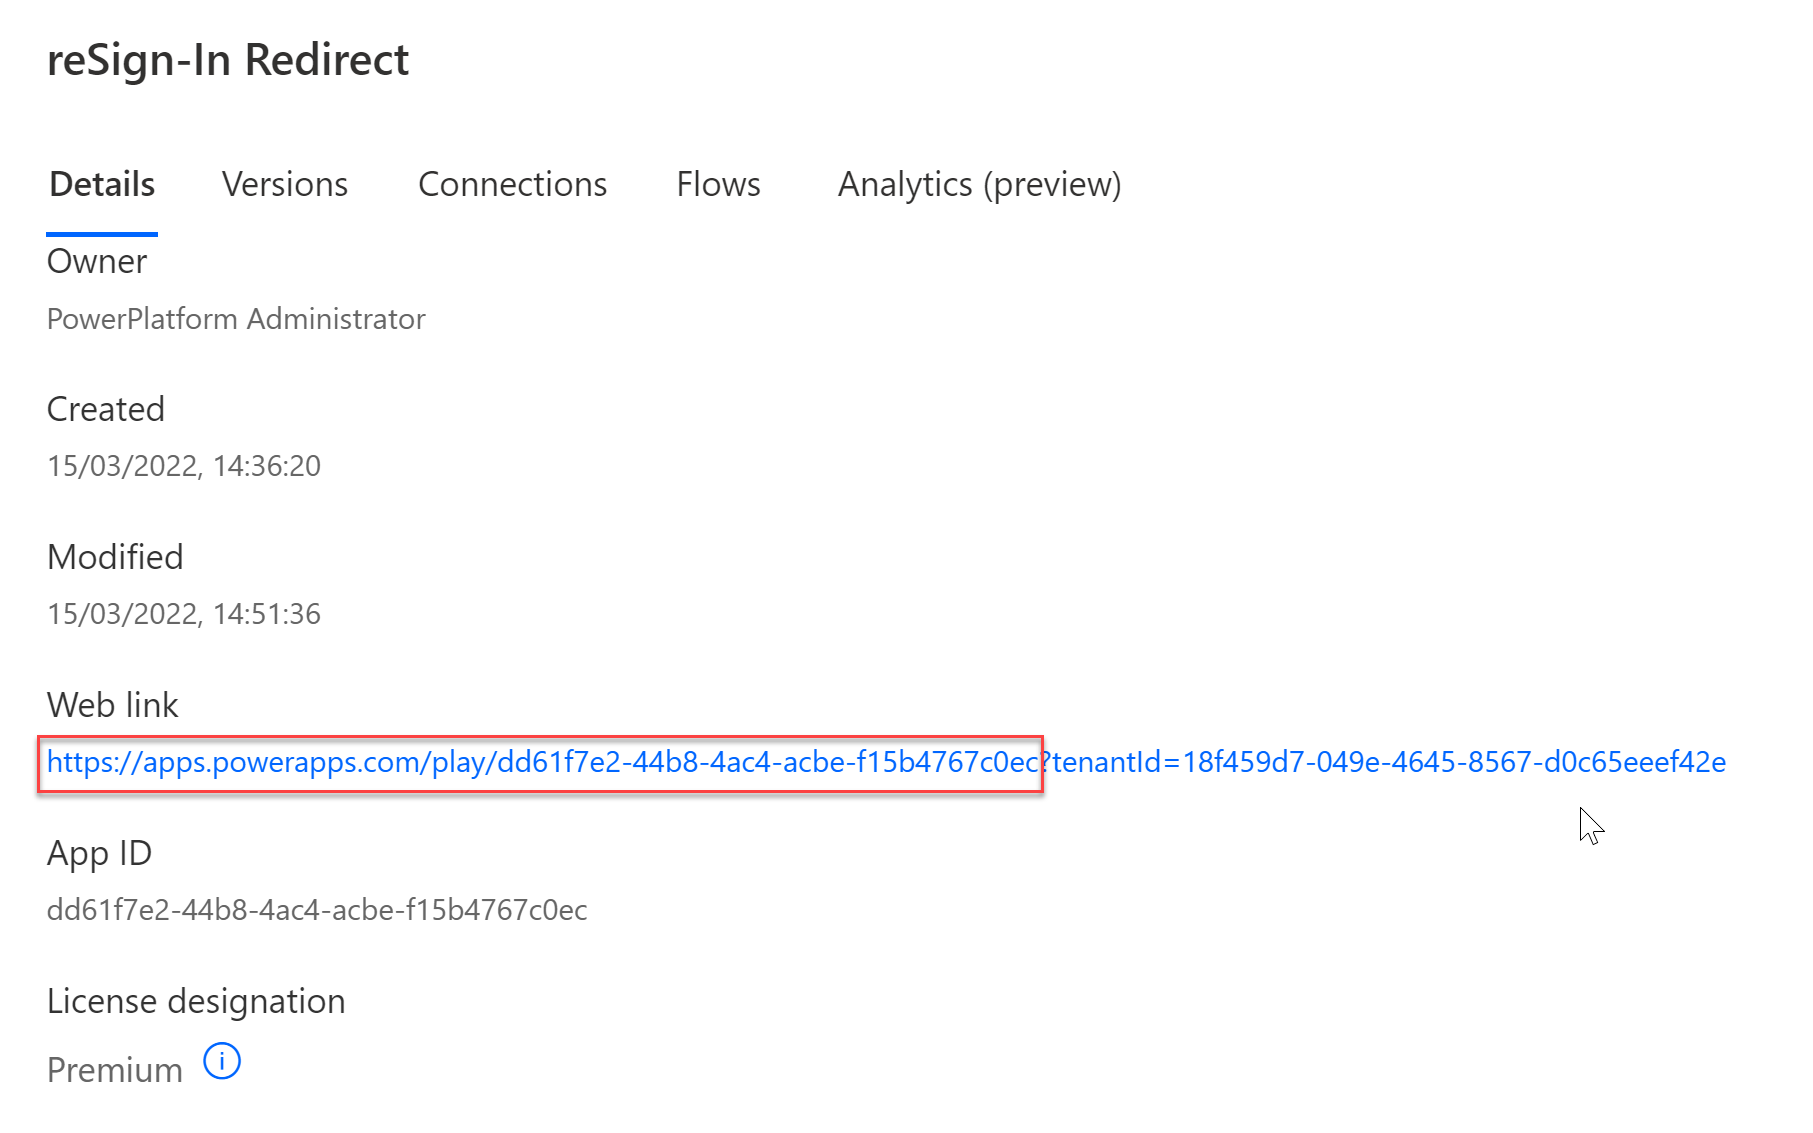 reSign-In Redirect
Details Versions Connections Flows Analytics (preview)
Owner
PowerPlatform Administrator
Created
15/03/2022, 14:36:20
Modified
15/03/2022, 14:51:36
Web link
https://apps.powerapps.com/play/dd61f7e2-44b8-4ac4-acbe-f15b4767c0ec?tenantId=18f459d7-049e-4645-8567-d0c65eeef42e
App ID
dd61f7e2-44b8-4ac4-acbe-f15b4767c0ec
License designation
Premium